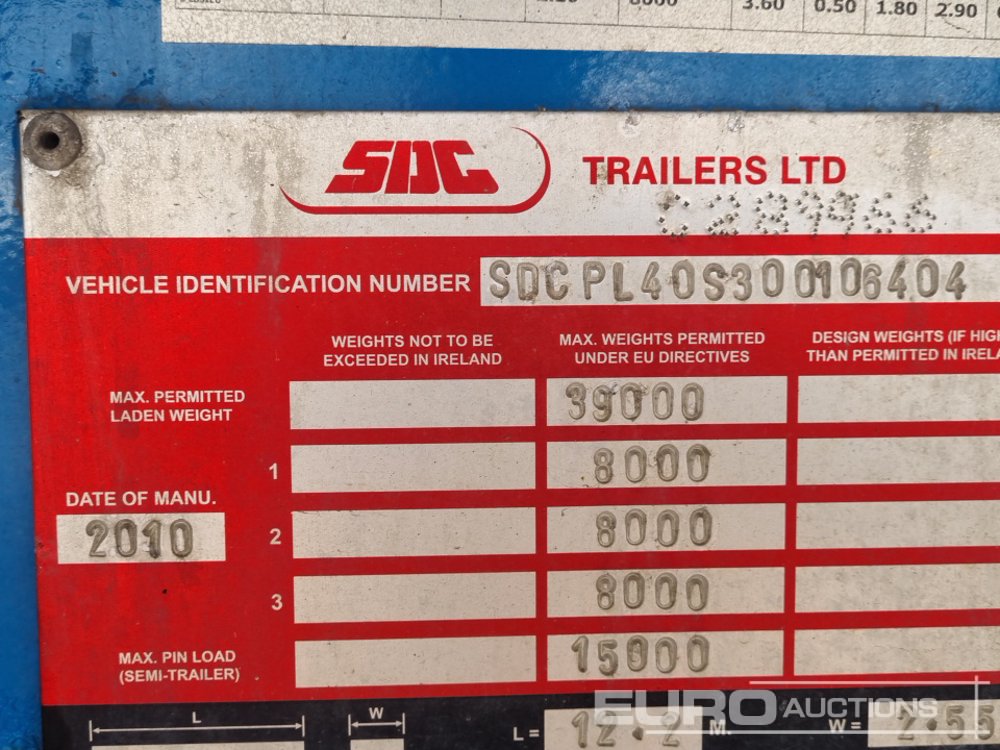 8000 3.60 0.50 1.80 2.90
SDC TRAILERS LTD
C289966
VEHICLE IDENTIFICATION NUMBER SDCPL40S300106404
WEIGHTS NOT TO BE EXCEEDED IN IRELAND
MAX. WEIGHTS PERMITTED UNDER EU DIRECTIVES
DESIGN WEIGHTS (IF HIGH
THAN PERMITTED IN IRELA
MAX. PERMITTED LADEN WEIGHT 39000
1 8000
DATE OF MANU.
2010
2 8000
3 8000
MAX. PIN LOAD (SEMI-TRAILER) 15000
L W L= 12.2 M. W= 2.55
EURO AUCTIONS